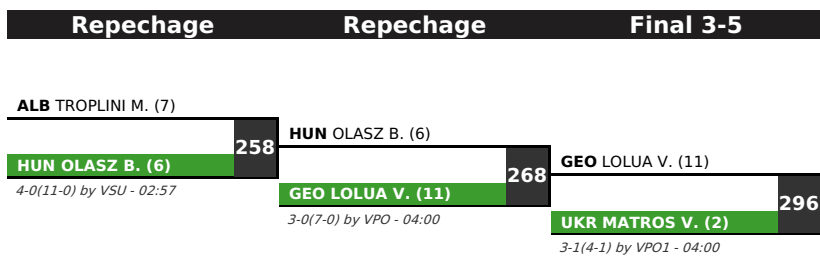 Repechage Repechage Final 3-5
ALB TROPLINI M. (7)
258
HUN OLASZ B. (6)
4-0(11-0) by VSU - 02:57
HUN OLASZ B. (6)
268
GEO LOLUA V. (11)
3-0(7-0) by VPO - 04:00
GEO LOLUA V. (11)
296
UKR MATROS V. (2)
3-1(4-1) by VPO1 - 04:00